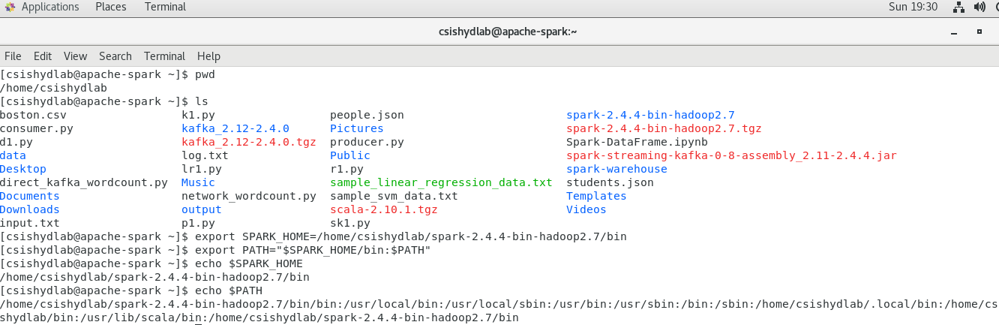 Applications Places Terminal Sun 19:30
csishydlab@apache-spark:~
File Edit View Search Terminal Help
[csishydlab@apache-spark ~]$ pwd
/home/csishydlab
[csishydlab@apache-spark ~]$ ls
boston.csv k1.py people.json spark-2.4.4-bin-hadoop2.7
consumer.py kafka_2.12-2.4.0 Pictures spark-2.4.4-bin-hadoop2.7.tgz
d1.py kafka_2.12-2.4.0.tgz producer.py Spark-DataFrame.ipynb
data log.txt Public spark-streaming-kafka-0-8-assembly_2.11-2.4.4.jar
Desktop lr1.py r1.py spark-warehouse
direct_kafka_wordcount.py Music sample_linear_regression_data.txt students.json
Documents network_wordcount.py sample_svm_data.txt Templates
Downloads output scala-2.10.1.tgz Videos
input.txt p1.py sk1.py
[csishydlab@apache-spark ~]$ export SPARK_HOME=/home/csishydlab/spark-2.4.4-bin-hadoop2.7/bin
[csishydlab@apache-spark ~]$ export PATH="$SPARK_HOME/bin:$PATH"
[csishydlab@apache-spark ~]$ echo $SPARK_HOME
/home/csishydlab/spark-2.4.4-bin-hadoop2.7/bin
[csishydlab@apache-spark ~]$ echo $PATH
/home/csishydlab/spark-2.4.4-bin-hadoop2.7/bin/bin:/usr/local/bin:/usr/local/sbin:/usr/bin:/usr/sbin:/bin:/sbin:/home/csishydlab/.local/bin:/home/cs
shydlab/bin:/usr/lib/scala/bin:/home/csishydlab/spark-2.4.4-bin-hadoop2.7/bin